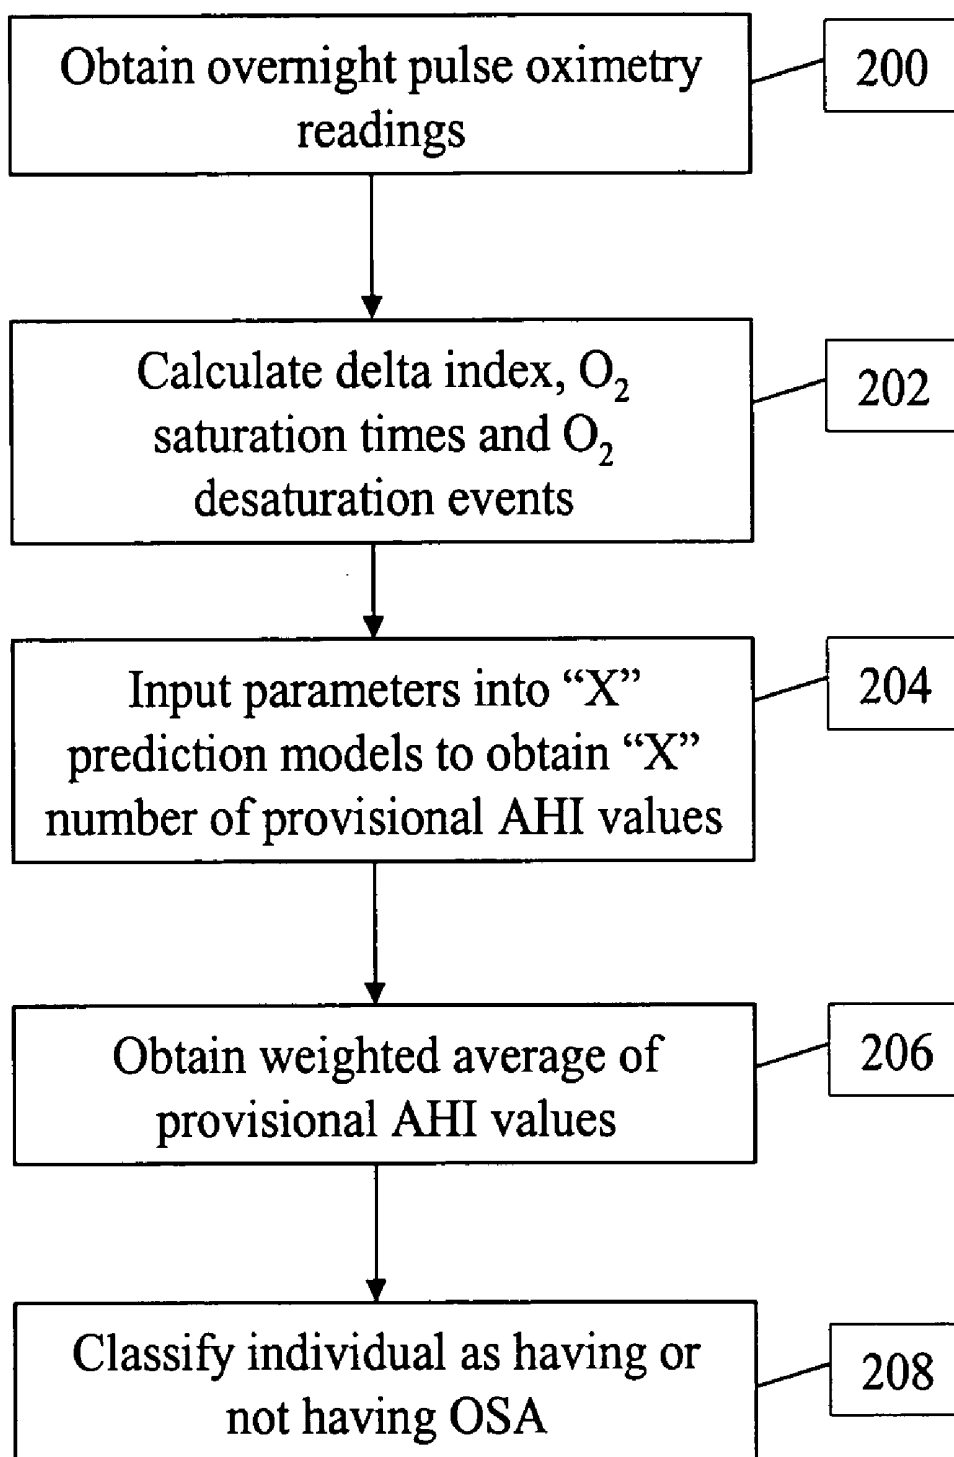 Obtain overnight pulse oximetry
readings
200
Calculate delta index, O₂
saturation times and O₂
desaturation events
202
Input parameters into “X”
prediction models to obtain “X”
number of provisional AHI values
204
Obtain weighted average of
provisional AHI values
206
Classify individual as having or
not having OSA
208